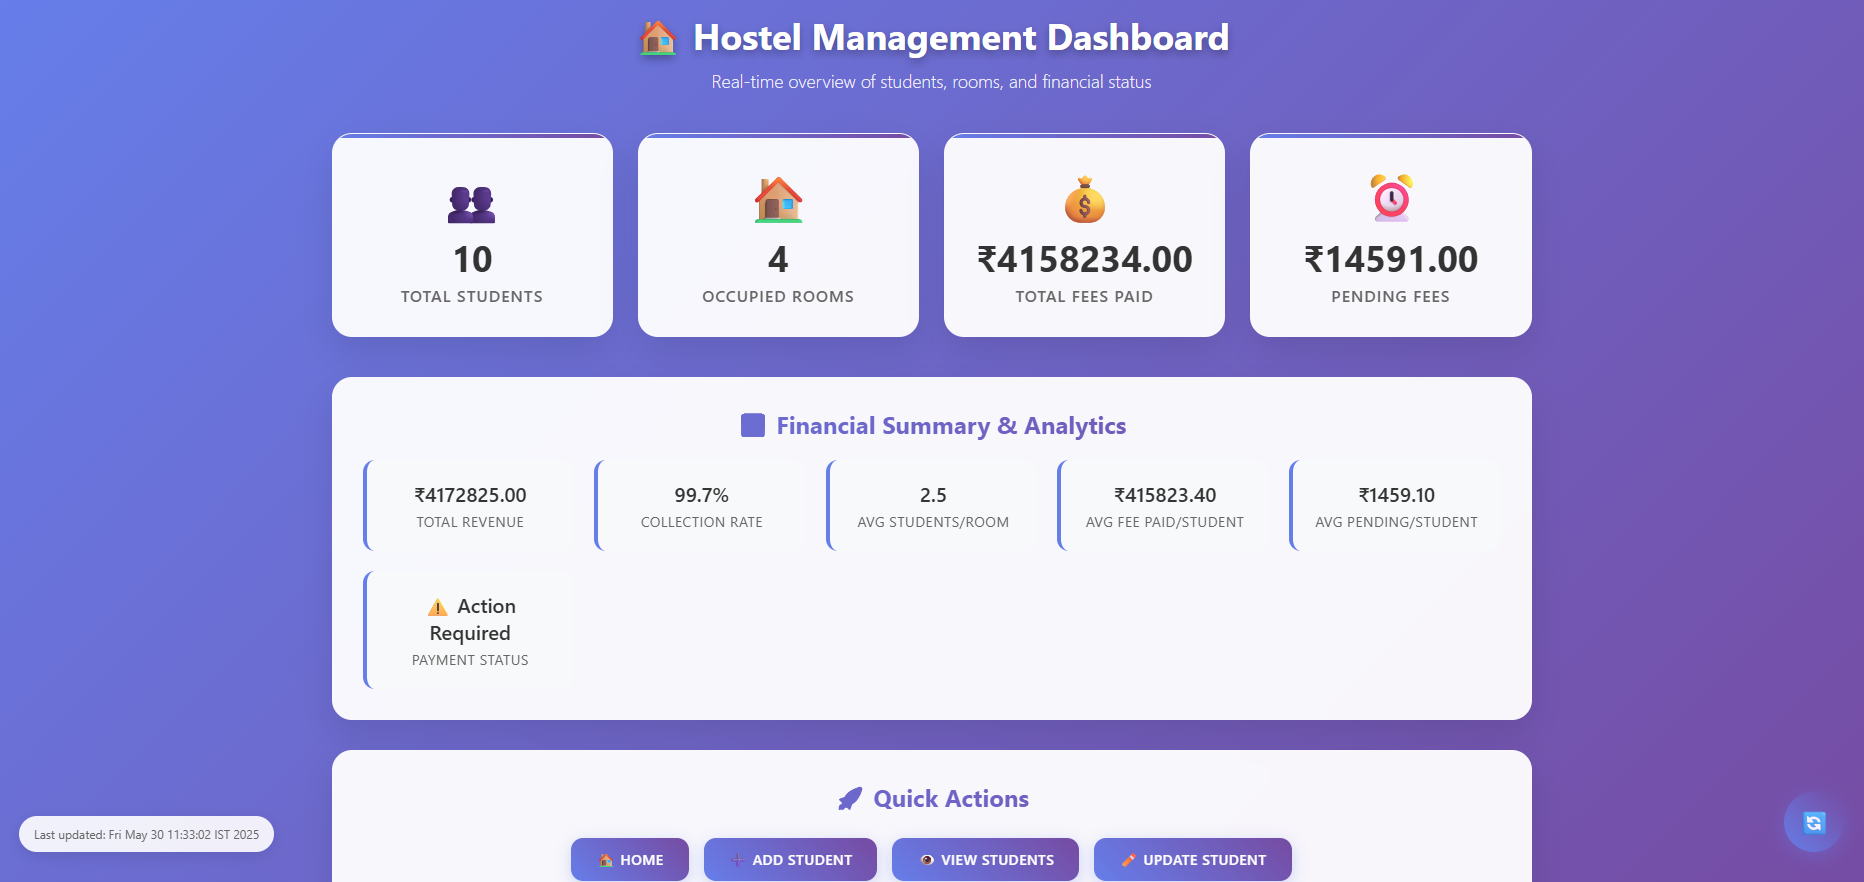 Hostel Management Dashboard
Real-time overview of students, rooms, and financial status
10
TOTAL STUDENTS
4
OCCUPIED ROOMS
₹4158234.00
TOTAL FEES PAID
₹14591.00
PENDING FEES
Financial Summary & Analytics
₹4172825.00
TOTAL REVENUE
99.7%
COLLECTION RATE
2.5
AVG STUDENTS/ROOM
₹415823.40
AVG FEE PAID/STUDENT
₹1459.10
AVG PENDING/STUDENT
Action
Required
PAYMENT STATUS
Quick Actions
HOME
ADD STUDENT
VIEW STUDENTS
UPDATE STUDENT
Last updated: Fri May 30 11:33:02 IST 2025